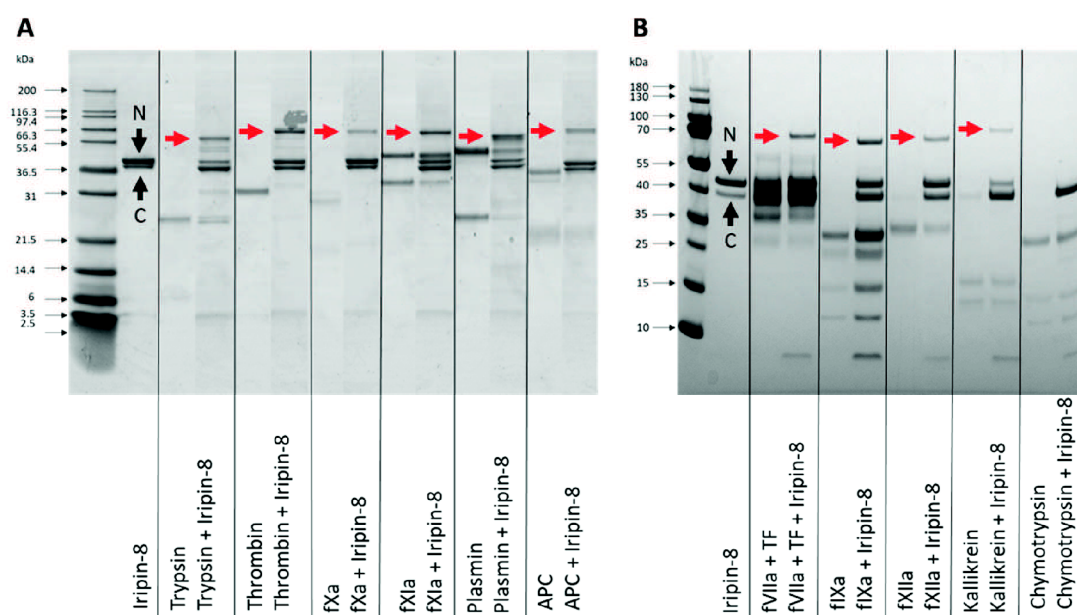 A
kDa
200
116.3
97.4
66.3
55.4
36.5
31
21.5
14.4
6
3.5
2.5
N
C
Iripin-8
Trypsin
Trypsin + Iripin-8
Thrombin
Thrombin + Iripin-8
fXa
fXa + Iripin-8
fXIa
fXIa + Iripin-8
Plasmin
Plasmin + Iripin-8
APC
APC + Iripin-8
B
kDa
180
130
100
70
55
40
35
25
15
10
N
C
Iripin-8
fVIIa + TF
fVIIa + TF + Iripin-8
fIXa
fIXa + Iripin-8
fXIIa
fXIIa + Iripin-8
Kallikrein
Kallikrein + Iripin-8
Chymotrypsin
Chymotrypsin + Iripin-8